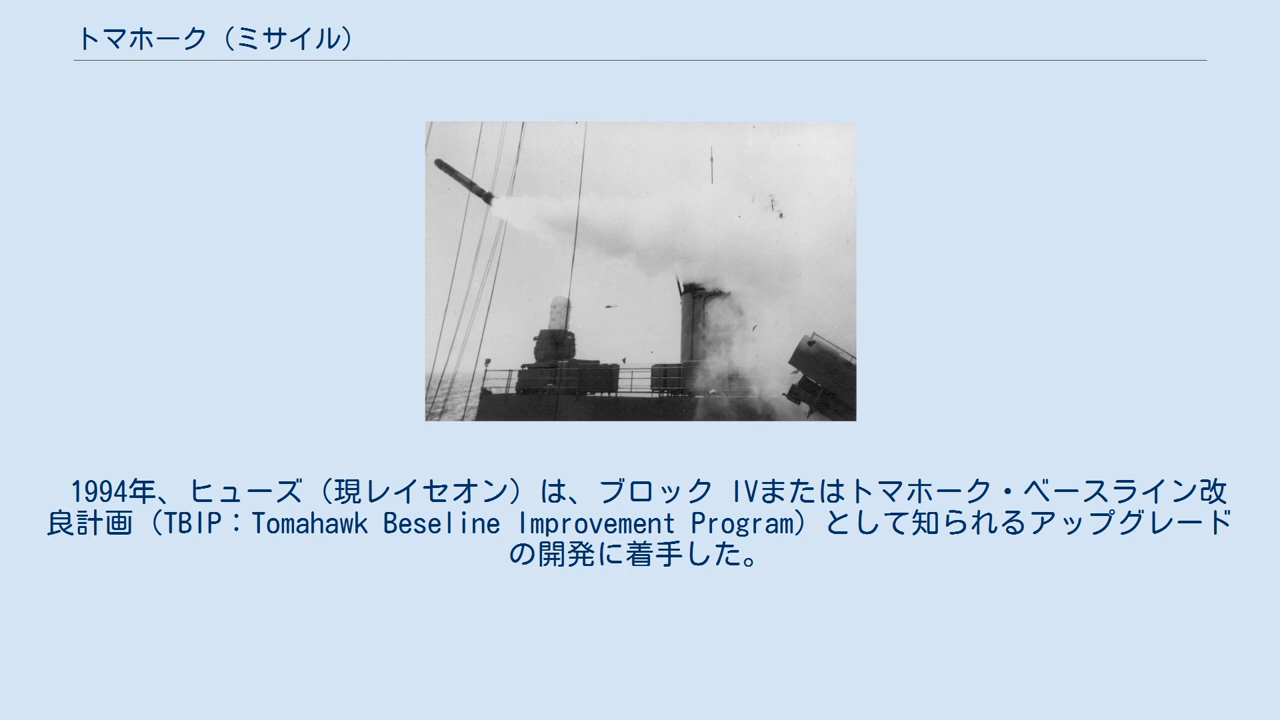 トマホーク（ミサイル）
1994年、ヒューズ（現レイセオン）は、ブロック IVまたはトマホーク・ベースライン改
良計画（TBIP：Tomahawk Beseline Improvement Program）として知られるアップグレード
の開発に着手した。